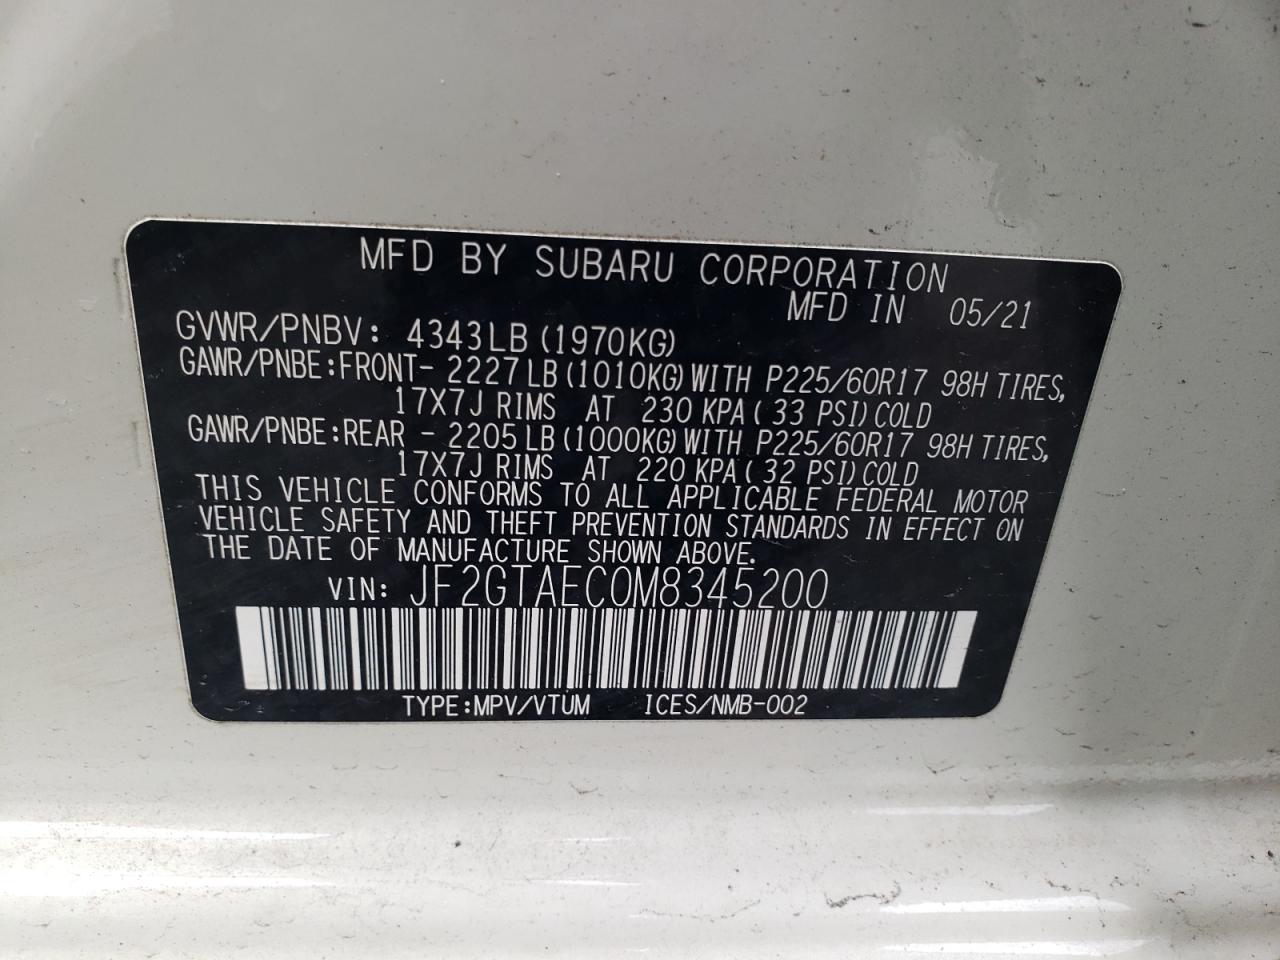 MFD BY SUBARU CORPORATION
MFD IN 05/21
GVWR/PNBV: 4343LB (1970KG)
GAWR/PNBE:FRONT- 2227LB(1010KG)WITH P225/60R17 98H TIRES,
17X7J RIMS AT 230 KPA( 33 PSI)COLD
GAWR/PNBE:REAR - 2205LB(1000KG)WITH P225/60R17 98H TIRES,
17X7J RIMS AT 220 KPA( 32 PSI)COLD
THIS VEHICLE CONFORMS TO ALL APPLICABLE FEDERAL MOTOR
VEHICLE SAFETY AND THEFT PREVENTION STANDARDS IN EFFECT ON
THE DATE OF MANUFACTURE SHOWN ABOVE.
VIN: JF2GTAEC0M8345200
TYPE:MPV/VTUM ICES/NMB-002